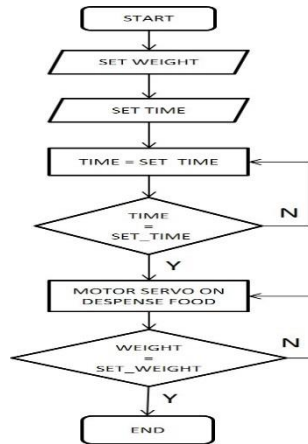 START
SET WEIGHT
SET TIME
TIME = SET TIME
TIME
=
SET_TIME
N
Y
MOTOR SERVO ON
DESPENSE FOOD
WEIGHT
=
SET_WEIGHT
N
Y
END